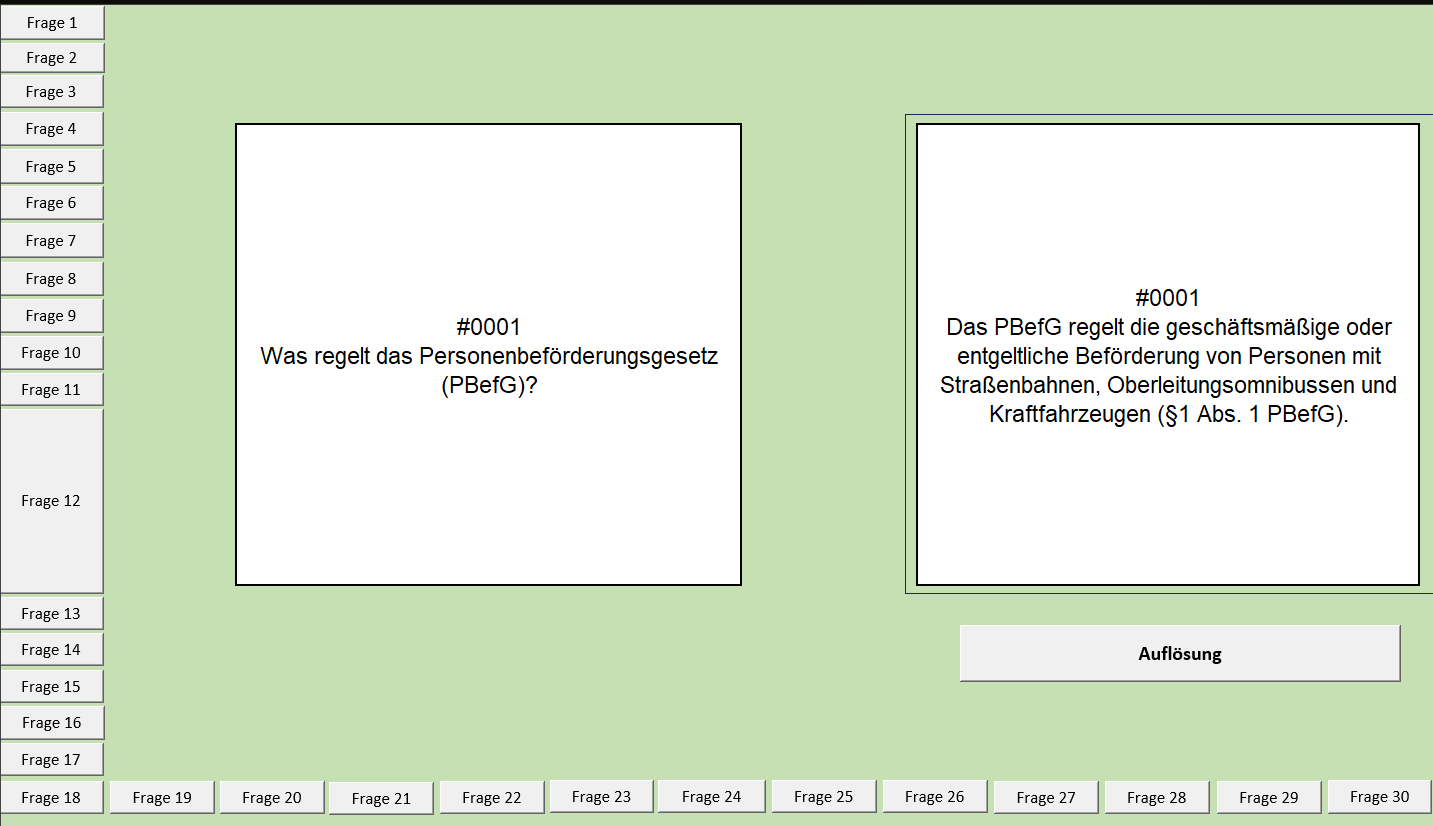 Frage 1
Frage 2
Frage 3
Frage 4
Frage 5
Frage 6
Frage 7
Frage 8
Frage 9
Frage 10
Frage 11
Frage 12
Frage 13
Frage 14
Frage 15
Frage 16
Frage 17
Frage 18
Frage 19
Frage 20
Frage 21
Frage 22
Frage 23
Frage 24
Frage 25
Frage 26
Frage 27
Frage 28
Frage 29
Frage 30
#0001
Was regelt das Personenbeförderungsgesetz
(PBefG)?
#0001
Das PBefG regelt die geschäftsmäßige oder
entgeltliche Beförderung von Personen mit
Straßenbahnen, Oberleitungsomnibussen und
Kraftfahrzeugen (§1 Abs. 1 PBefG).
Auflösung